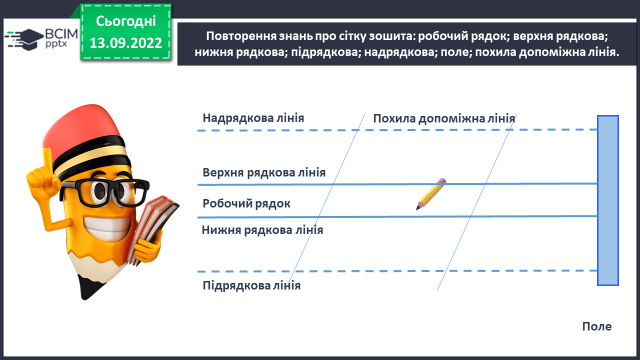 ВСІМ
pptx
Сьогодні
13.09.2022
Повторення знань про сітку зошита: робочий рядок; верхня рядкова;
нижня рядкова; підрядкова; надрядкова; поле; похила допоміжна лінія.
Надрядкова лінія
Похила допоміжна лінія
Верхня рядкова лінія
Робочий рядок
Нижня рядкова лінія
Підрядкова лінія
Поле